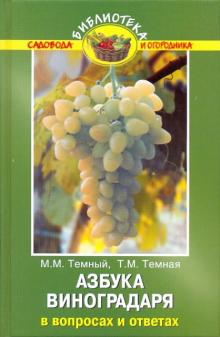 БИБЛИОТЕКА
САДОВОДА И ОГОРОДНИКА
М.М. Темный, Т.М. Темная
АЗБУКА
ВИНОГРАДАРЯ
в вопросах и ответах